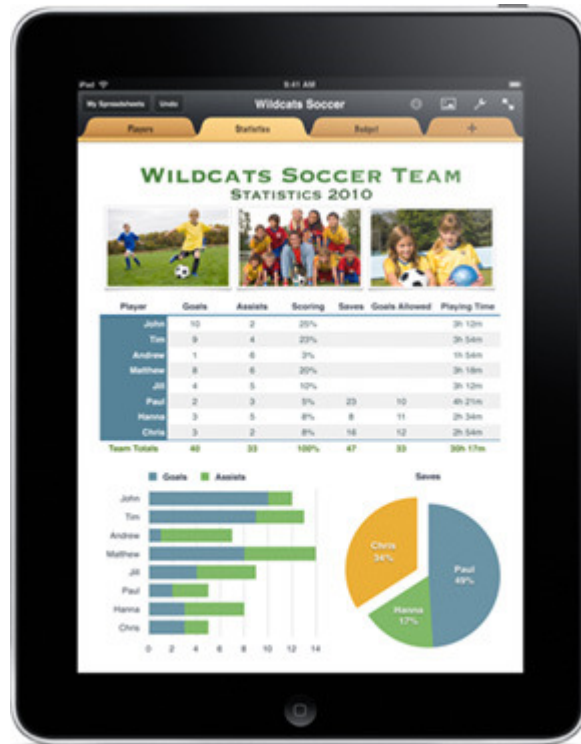 iPad 9:41 AM
My Spreadsheets Undo Wildcats Soccer
Players Statistics Budget +
WILDCATS SOCCER TEAM
STATISTICS 2010
Player Goals Assists Scoring Saves Goals Allowed Playing Time
John 10 2 25% 3h 12m
Tim 9 4 23% 3h 54m
Andrew 1 6 3% 1h 54m
Matthew 8 6 20% 3h 18m
Jill 4 5 10% 3h 12m
Paul 2 3 5% 23 10 4h 21m
Hanna 3 5 8% 8 11 2h 34m
Chris 3 2 8% 16 12 2h 54m
Team Totals 40 33 100% 47 33 30h 17m
Goals Assists
John
Tim
Andrew
Matthew
Jill
Paul
Hanna
Chris
0 2 4 6 8 10 12 14
Saves
Chris
34%
Paul
49%
Hanna
17%